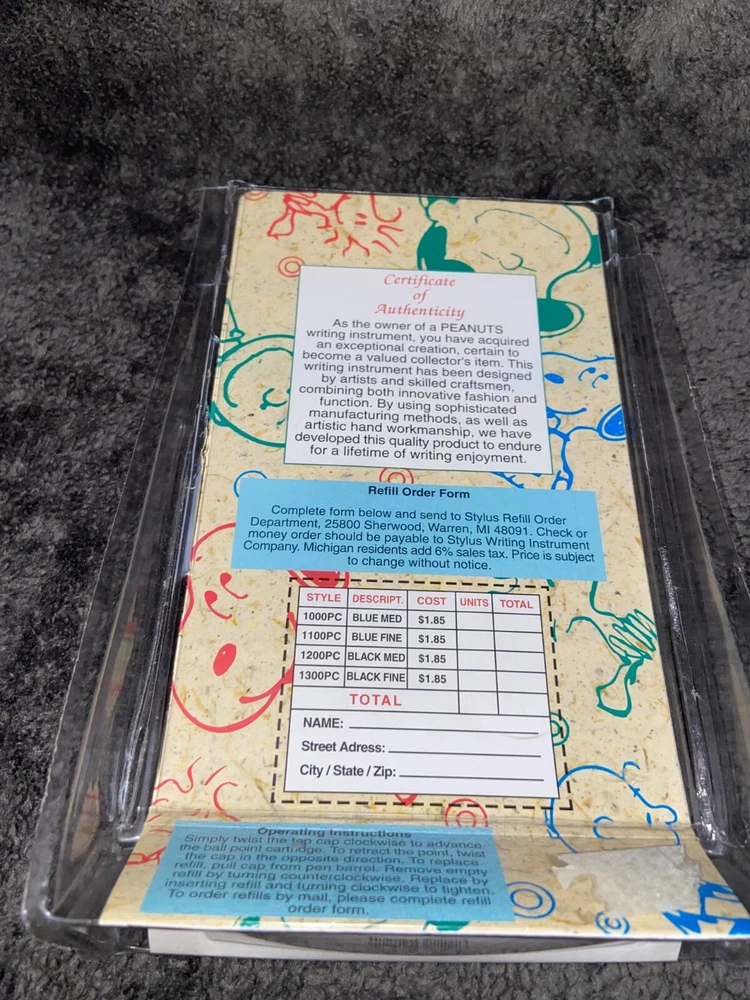 Certificate
of
Authenticity
As the owner of a PEANUTS
writing instrument, you have acquired
an exceptional creation, certain to
become a valued collector's item. This
writing instrument has been designed
by artists and skilled craftsmen,
combining both innovative fashion and
function. By using sophisticated
manufacturing methods, as well as
artistic hand workmanship, we have
developed this quality product to endure
for a lifetime of writing enjoyment.
Refill Order Form
Complete form below and send to Stylus Refill Order
Department, 25800 Sherwood, Warren, MI 48091. Check or
money order should be payable to Stylus Writing Instrument
Company. Michigan residents add 6% sales tax. Price is subject
to change without notice.
STYLE DESCRIPT. COST UNITS TOTAL
1000PC BLUE MED $1.85
1100PC BLUE FINE $1.85
1200PC BLACK MED $1.85
1300PC BLACK FINE $1.85
TOTAL
NAME:
Street Adress:
City / State / Zip:
Operating Instructions
Simply twist the top cap clockwise to advance
the ball point cartridge. To retract the point, twist
the cap in the opposite direction. To replace
refill, pull cap from pen barrel. Remove empty
refill by turning counterclockwise. Replace by
inserting refill and turning clockwise to tighten.
To order refills by mail, please complete refill
order form.